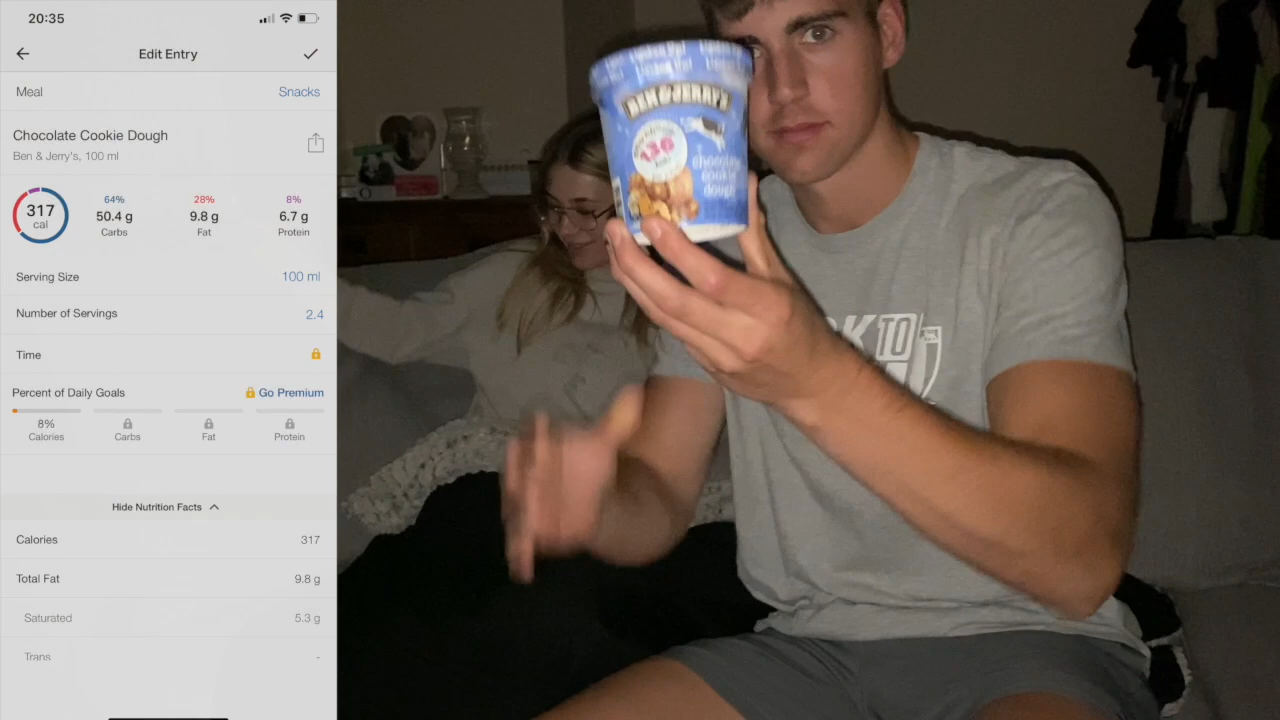 20:35
Edit Entry
Meal
Snacks
Chocolate Cookie Dough
Ben & Jerry's, 100 ml
317
cal
64%
50.4 g
Carbs
28%
9.8 g
Fat
8%
6.7 g
Protein
Serving Size
100 ml
Number of Servings
2.4
Time
Percent of Daily Goals
Go Premium
8%
Calories
Carbs
Fat
Protein
Hide Nutrition Facts
Calories
317
Total Fat
9.8 g
Saturated
5.3 g
Trans
-
BEN & JERRY'S
chocolate
cookie
dough
TO